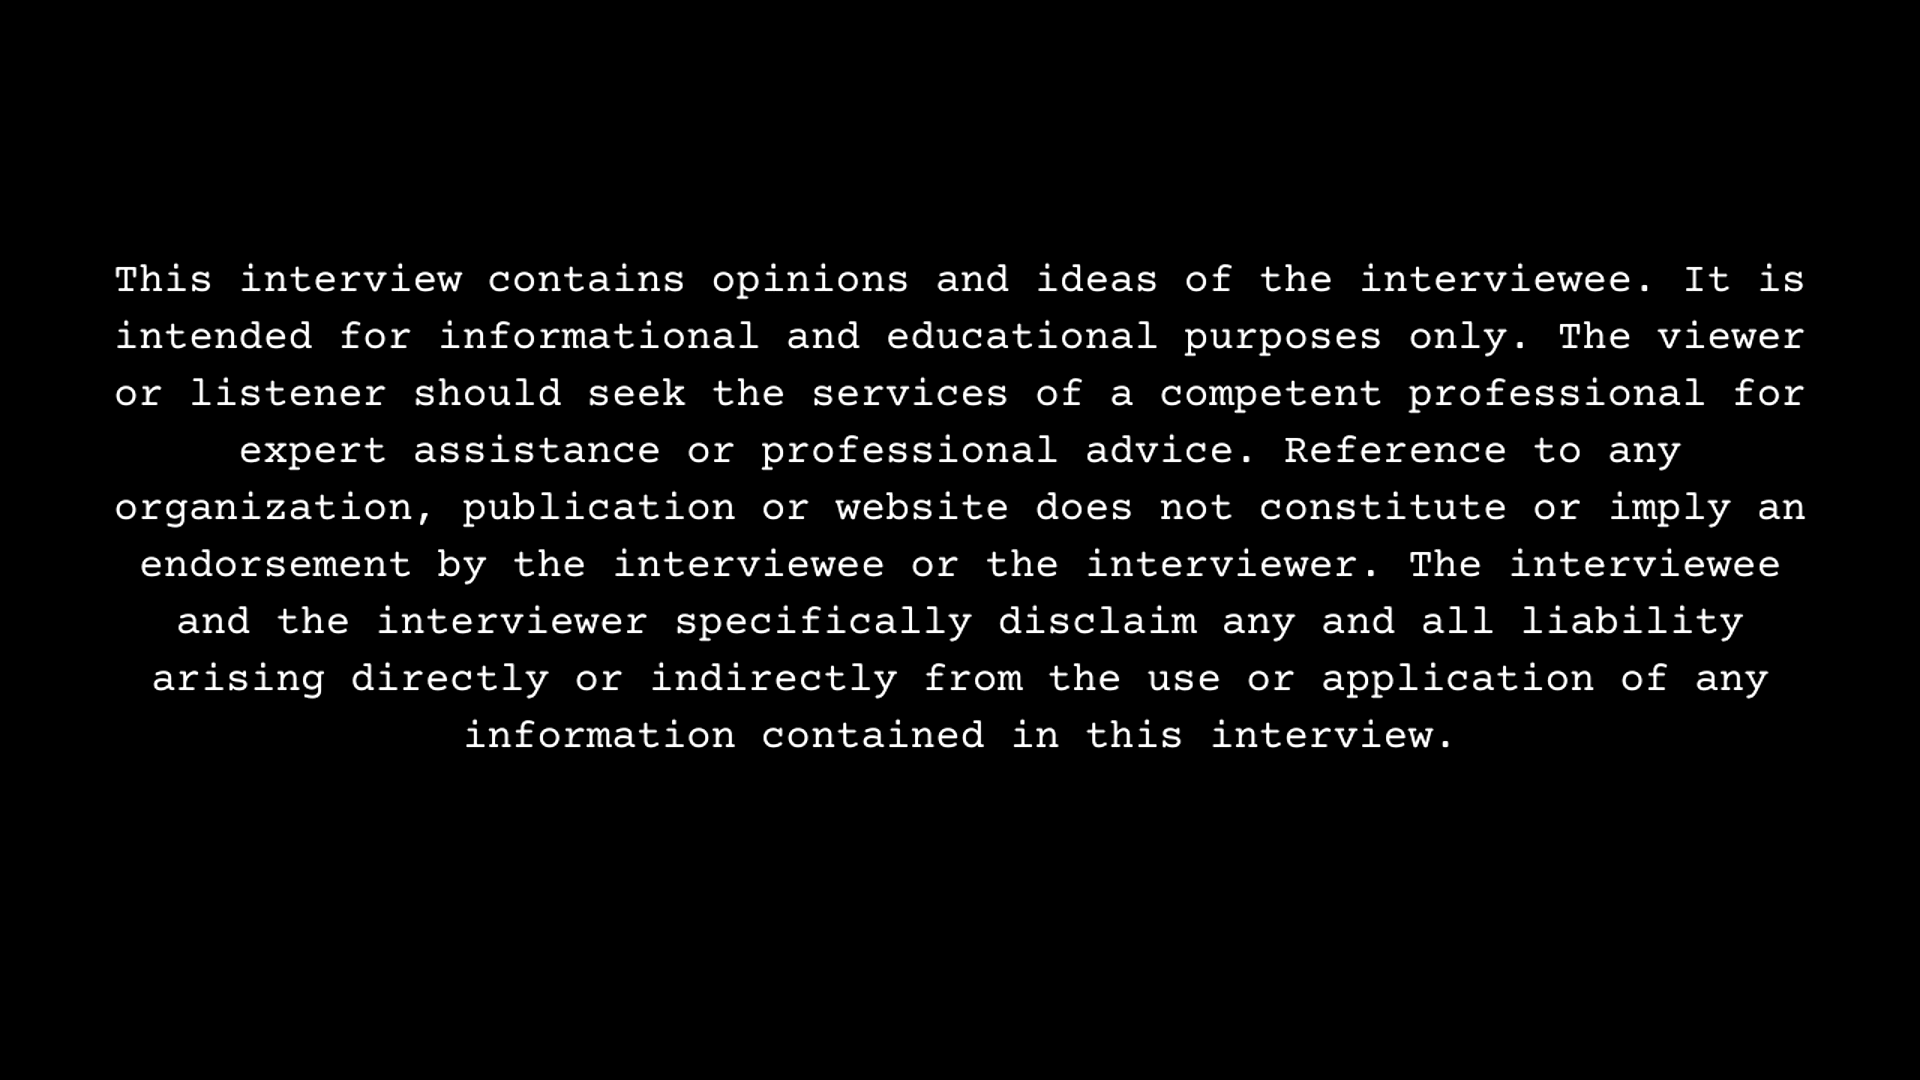 This interview contains opinions and ideas of the interviewee. It is
intended for informational and educational purposes only. The viewer
or listener should seek the services of a competent professional for
expert assistance or professional advice. Reference to any
organization, publication or website does not constitute or imply an
endorsement by the interviewee or the interviewer. The interviewee
and the interviewer specifically disclaim any and all liability
arising directly or indirectly from the use or application of any
information contained in this interview.